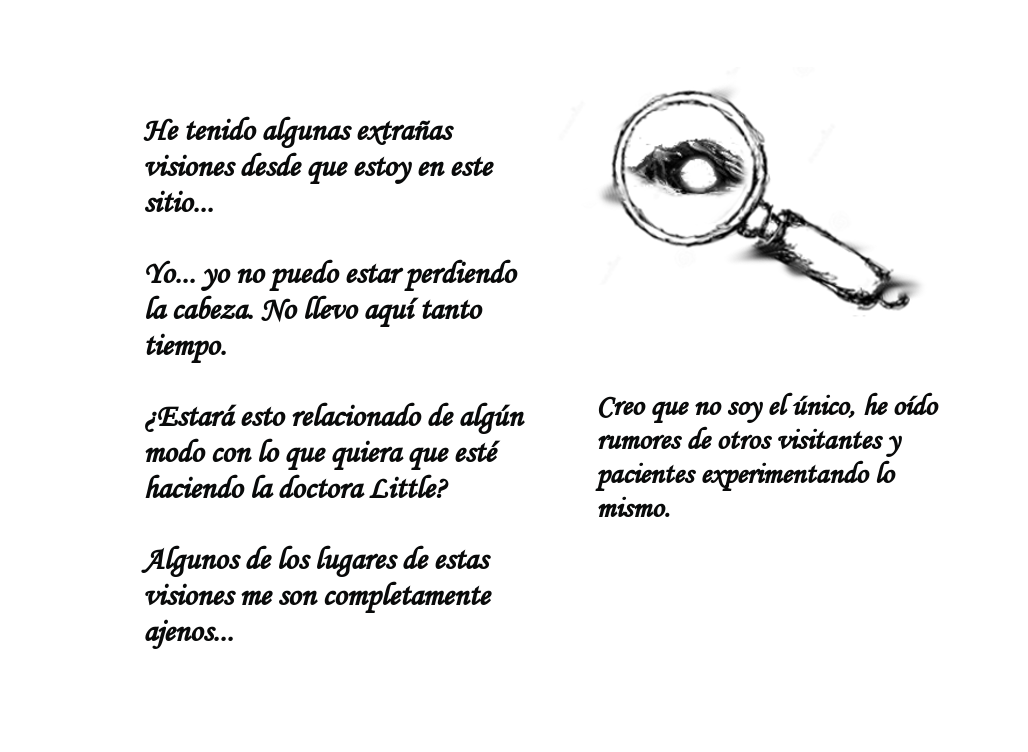 He tenido algunas extrañas
visiones desde que estoy en este
sitio...
Yo... yo no puedo estar perdiendo
la cabeza. No llevo aquí tanto
tiempo.
¿Estará esto relacionado de algún
modo con lo que quiera que esté
haciendo la doctora Little?
Algunos de los lugares de estas
visiones me son completamente
ajenos...
Creo que no soy el único, he oído
rumores de otros visitantes y
pacientes experimentando lo
mismo.